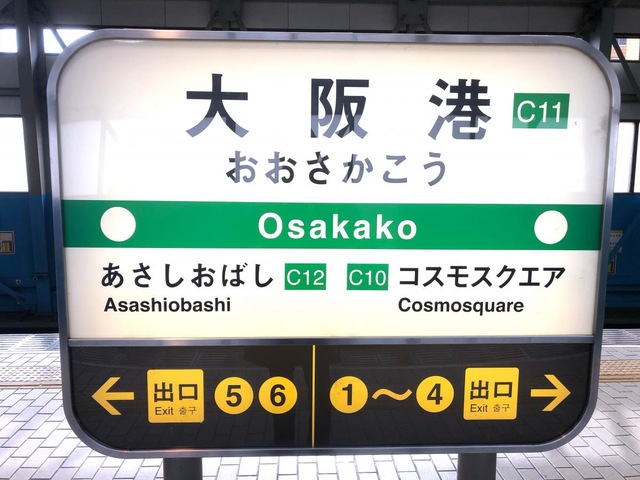 大阪港 C11
おおさかこう
Osakako
あさしおばし C12 C10 コスモスクエア
Asashiobashi Cosmosquare
← 出口 5 6 1〜4 出口 →
Exit 출구 Exit 출구